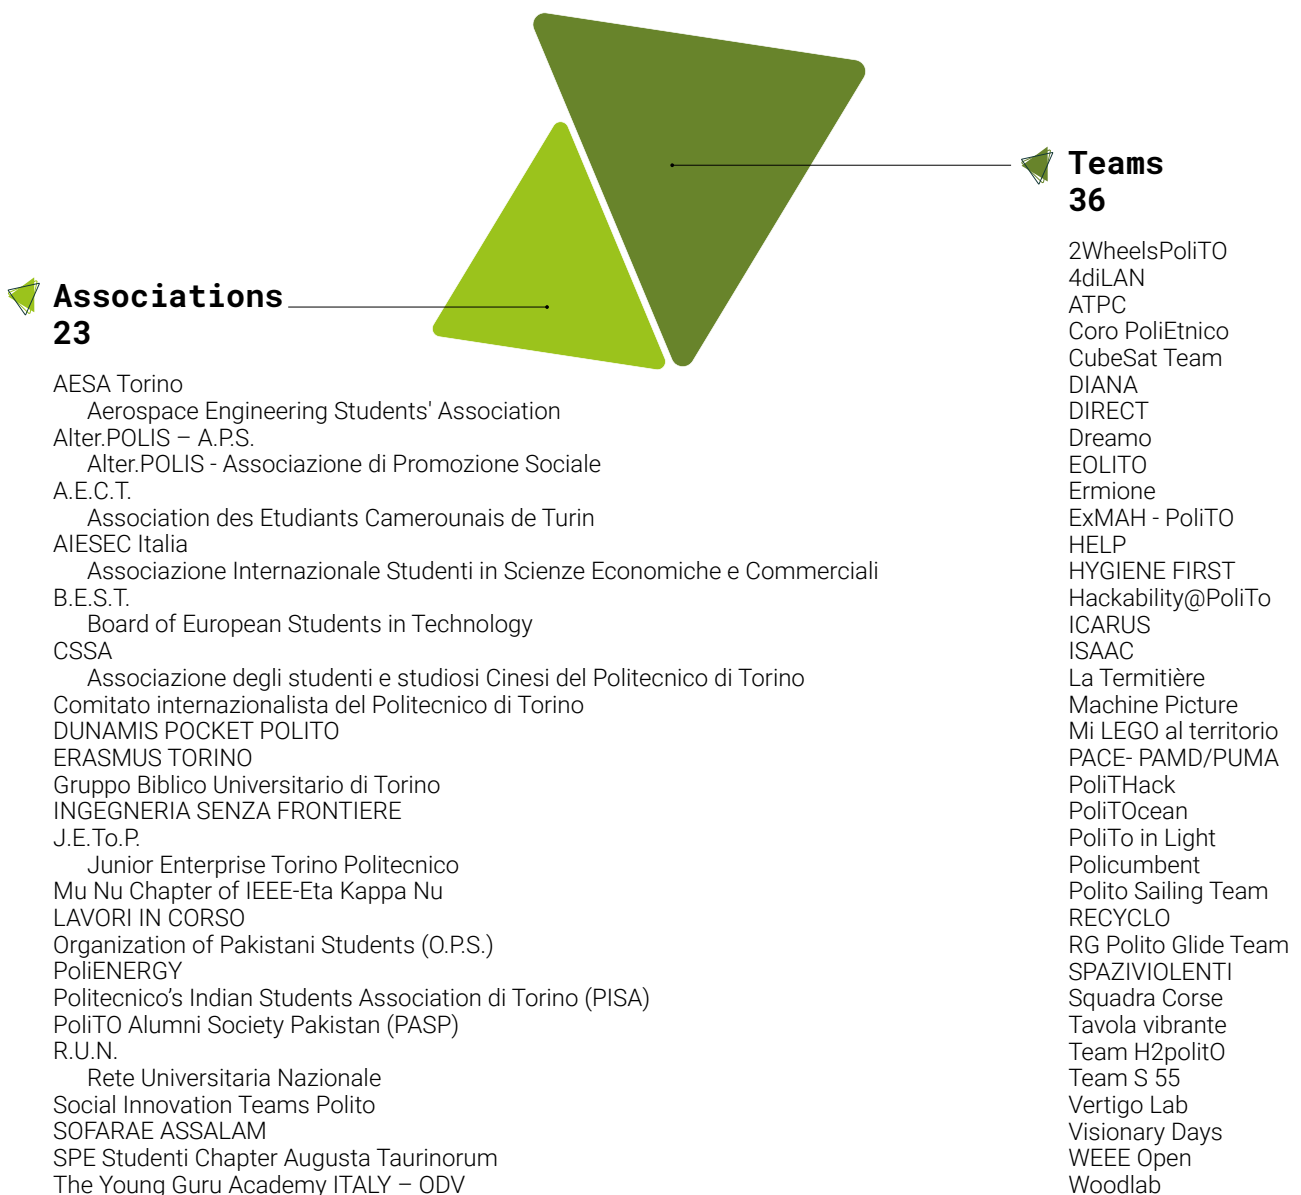 Associations
23
AESA Torino
Aerospace Engineering Students' Association
Alter.POLIS – A.P.S.
Alter.POLIS - Associazione di Promozione Sociale
A.E.C.T.
Association des Etudiants Camerounais de Turin
AIESEC Italia
Associazione Internazionale Studenti in Scienze Economiche e Commerciali
B.E.S.T.
Board of European Students in Technology
CSSA
Associazione degli studenti e studiosi Cinesi del Politecnico di Torino
Comitato internazionalista del Politecnico di Torino
DUNAMIS POCKET POLITO
ERASMUS TORINO
Gruppo Biblico Universitario di Torino
INGEGNERIA SENZA FRONTIERE
J.E.To.P.
Junior Enterprise Torino Politecnico
Mu Nu Chapter of IEEE-Eta Kappa Nu
LAVORI IN CORSO
Organization of Pakistani Students (O.P.S.)
PoliENERGY
Politecnico’s Indian Students Association di Torino (PISA)
PoliTO Alumni Society Pakistan (PASP)
R.U.N.
Rete Universitaria Nazionale
Social Innovation Teams Polito
SOFARAE ASSALAM
SPE Studenti Chapter Augusta Taurinorum
The Young Guru Academy ITALY – ODV
Teams
36
2WheelsPoliTO
4diLAN
ATPC
Coro PoliEtnico
CubeSat Team
DIANA
DIRECT
Dreamo
EOLITO
Ermione
ExMAH - PoliTO
HELP
HYGIENE FIRST
Hackability@PoliTo
ICARUS
ISAAC
La Termitière
Machine Picture
Mi LEGO al territorio
PACE- PAMD/PUMA
PoliTHack
PoliTOcean
PoliTo in Light
Policumbent
Polito Sailing Team
RECYCLO
RG Polito Glide Team
SPAZIVIOLENTI
Squadra Corse
Tavola vibrante
Team H2politO
Team S 55
Vertigo Lab
Visionary Days
WEEE Open
Woodlab